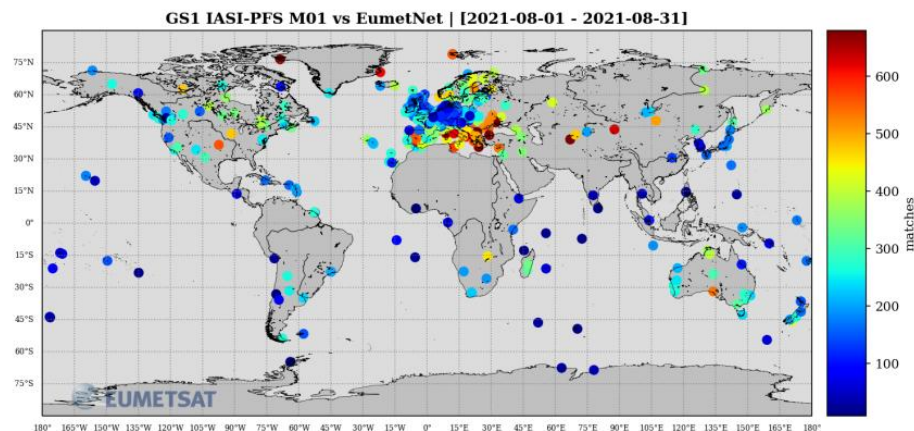 GS1 IASI-PFS M01 vs EumetNet | [2021-08-01 - 2021-08-31]
75°N
60°N
45°N
30°N
15°N
0°
15°S
30°S
45°S
60°S
75°S
180° 165°W 150°W 135°W 120°W 105°W 90°W 75°W 60°W 45°W 30°W 15°W 0° 15°E 30°E 45°E 60°E 75°E 90°E 105°E 120°E 135°E 150°E 165°E 180°
EUMETSAT
600
500
400
300
200
100
matches